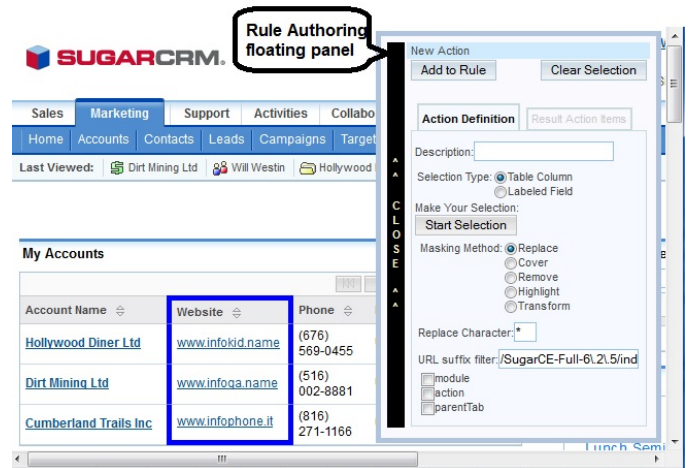 Rule Authoring
floating panel
SUGARCRM.
New Action
Add to Rule Clear Selection
Sales Marketing Support Activities Collabo
Home Accounts Contacts Leads Campaigns Target
Last Viewed: Dirt Mining Ltd Will Westin Hollywood
Action Definition Result Action Items
Description:
Selection Type: Table Column
Labeled Field
Make Your Selection:
Start Selection
Masking Method: Replace
Cover
Remove
Highlight
Transform
Replace Character: *
URL suffix filter: /SugarCE-Full-6\.2\.5/ind
module
action
parentTab
^
^
C
L
O
S
E
^
^
My Accounts
Account Name Website Phone
Hollywood Diner Ltd www.infokid.name (676)
569-0455
Dirt Mining Ltd www.infoqa.name (516)
002-8881
Cumberland Trails Inc www.infophone.it (816)
271-1166